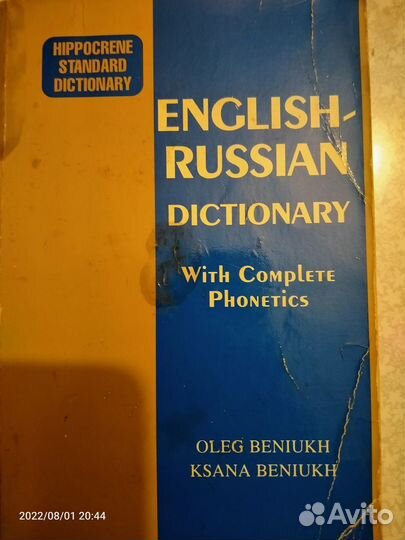 HIPPOCRENE
STANDARD
DICTIONARY
ENGLISH-
RUSSIAN
DICTIONARY
With Complete
Phonetics
OLEG BENIUKH
KSANA BENIUKH
2022/08/01 20:44
Avito